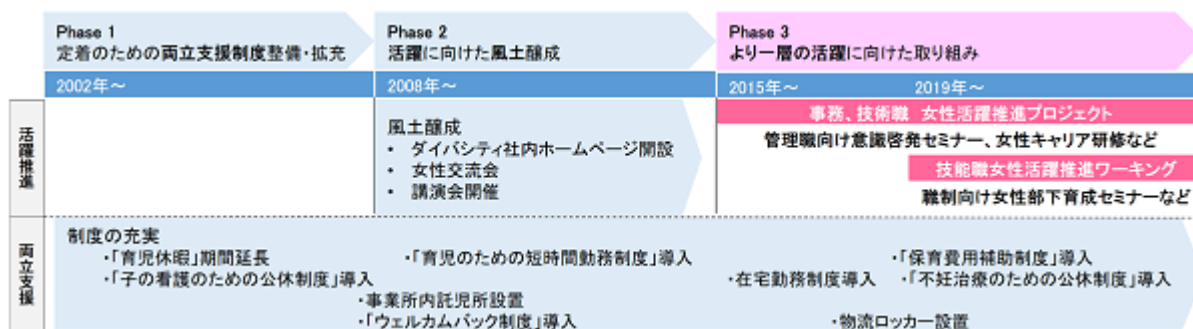 Phase 1
定着のための両立支援制度整備・拡充
Phase 2
活躍に向けた風土醸成
Phase 3
より一層の活躍に向けた取り組み
2002年～
2008年～
2015年～
2019年～
活躍推進
風土醸成
• ダイバシティ社内ホームページ開設
• 女性交流会
• 講演会開催
事務、技術職 女性活躍推進プロジェクト
管理職向け意識啓発セミナー、女性キャリア研修など
技能職女性活躍推進ワーキング
職制向け女性部下育成セミナーなど
両立支援
制度の充実
・「育児休暇」期間延長
・「子の看護のための公休制度」導入
・「育児のための短時間勤務制度」導入
・事業所内託児所設置
・「ウェルカムバック制度」導入
・在宅勤務制度導入
・「保育費用補助制度」導入
・「不妊治療のための公休制度」導入
・物流ロッカー設置